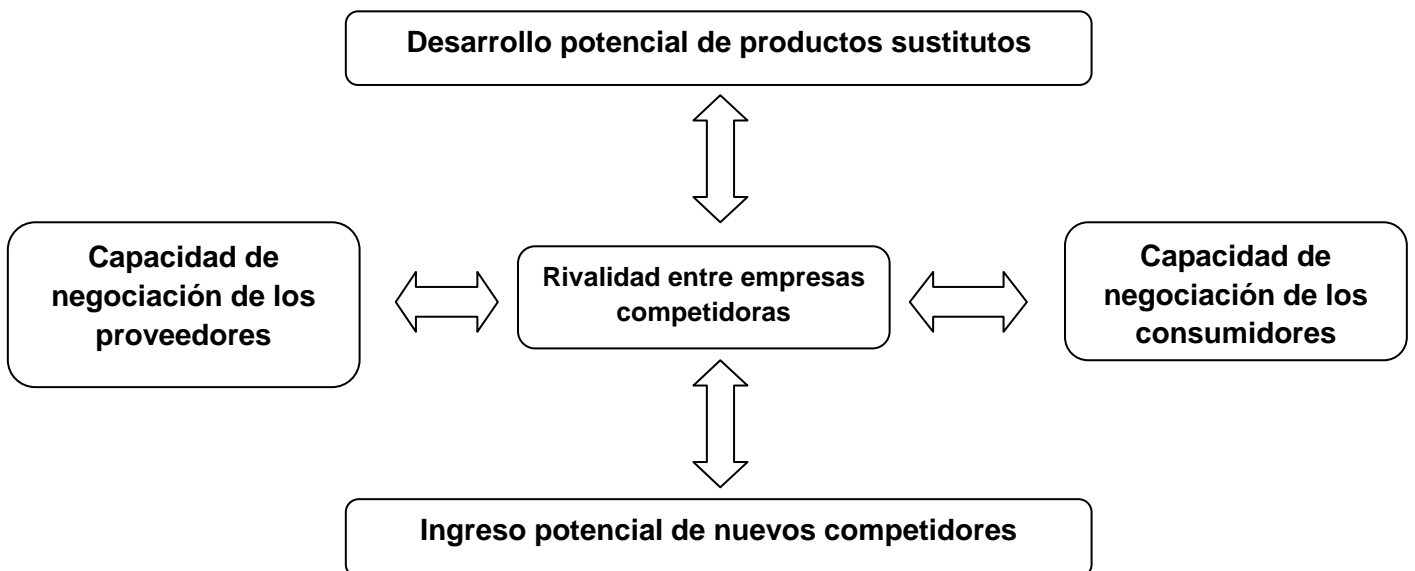 Desarrollo potencial de productos sustitutos
Capacidad de
negociación de los
proveedores
Rivalidad entre empresas
competidoras
Capacidad de
negociación de los
consumidores
Ingreso potencial de nuevos competidores